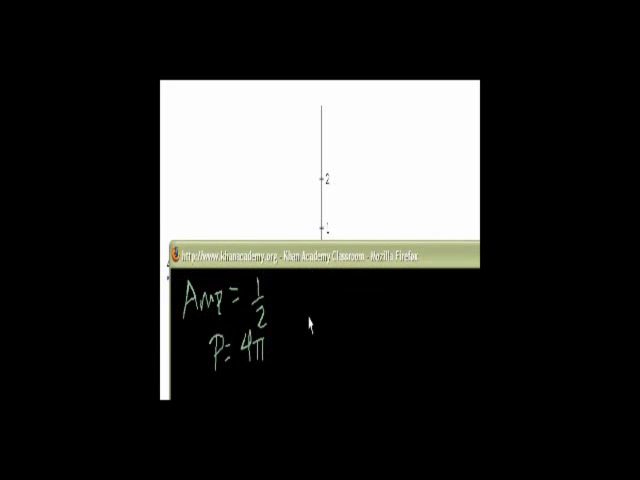 2
1
http://www.khanacademy.org - Khan Academy Classroom - Mozilla Firefox
Amp = 1/2
P = 4π